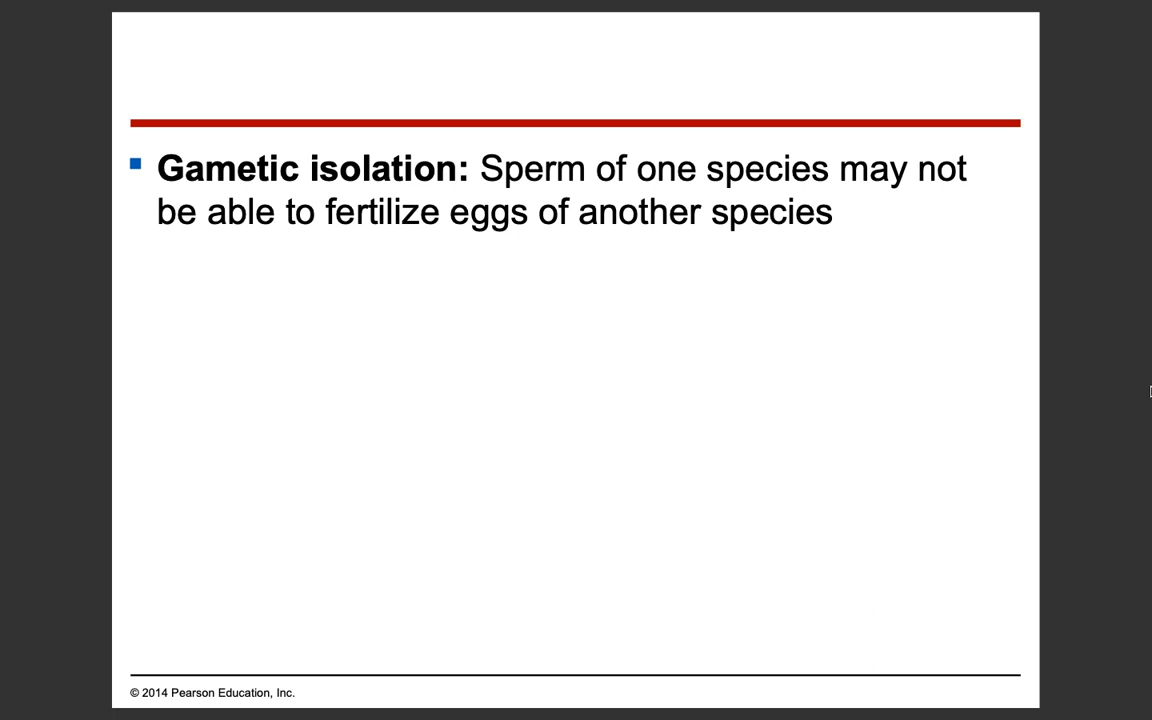 Gametic isolation: Sperm of one species may not
be able to fertilize eggs of another species
© 2014 Pearson Education, Inc.